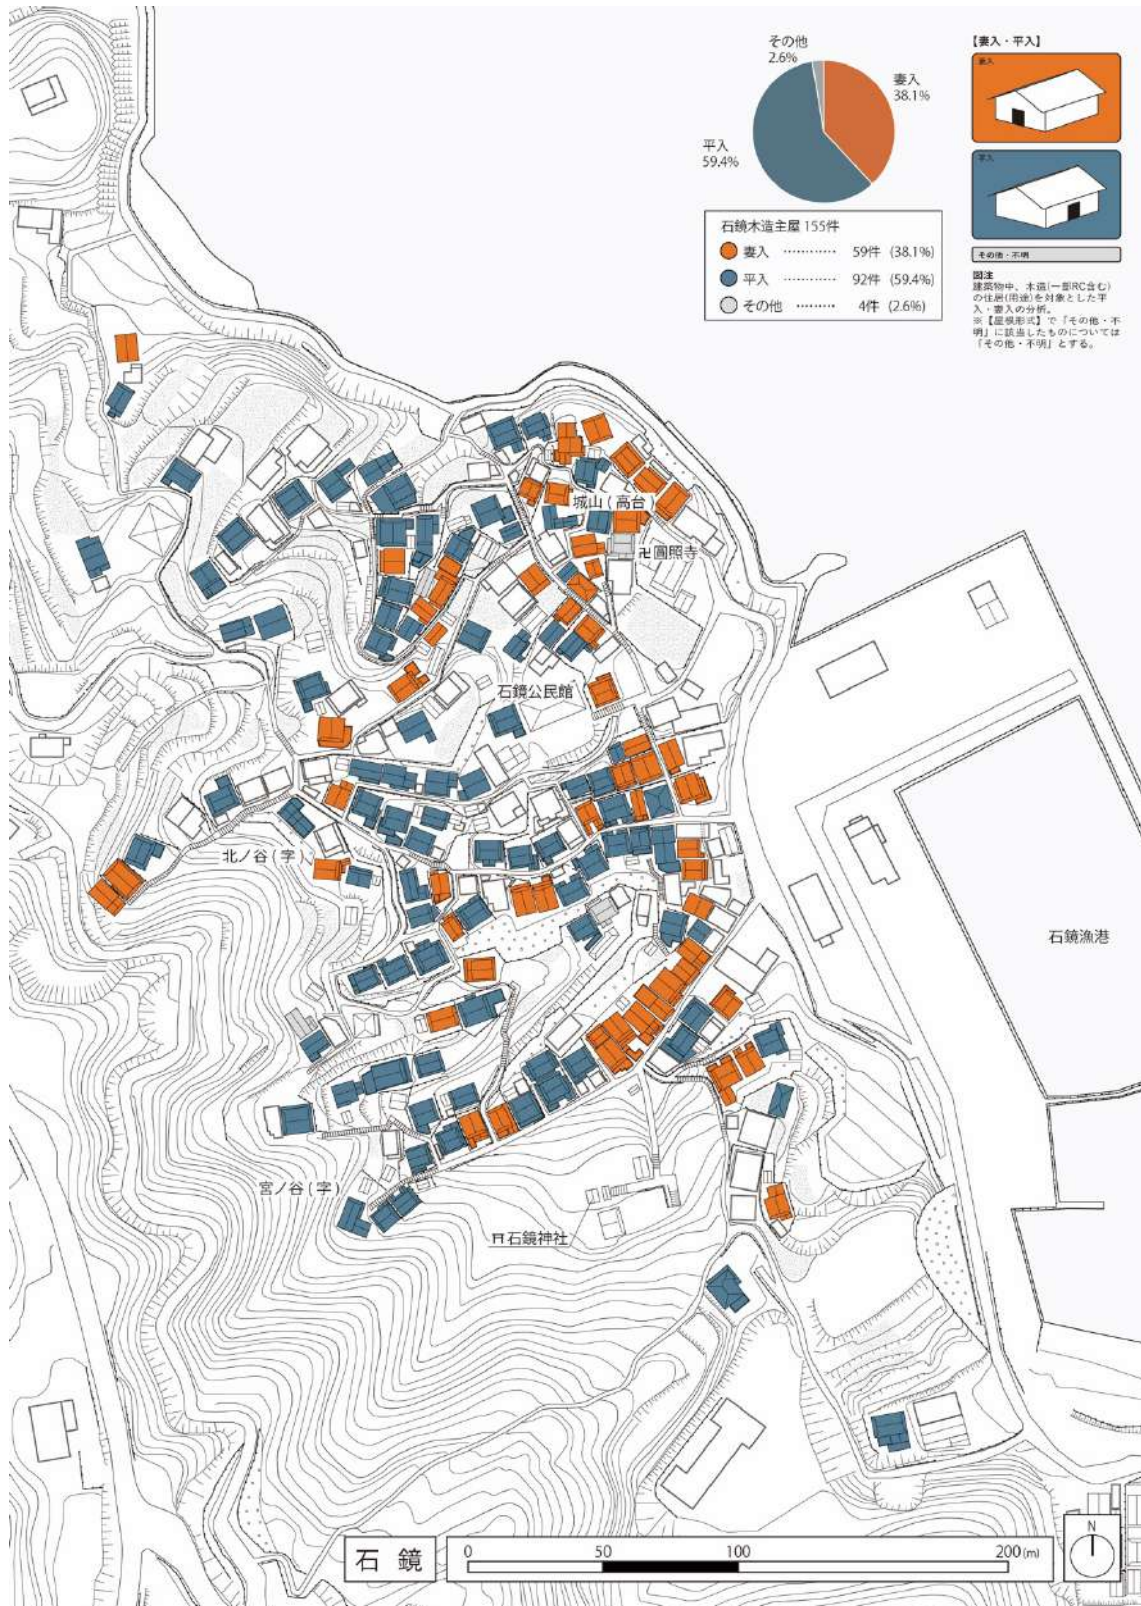 その他
2.6%
妻入
38.1%
平入
59.4%
石鏡木造主屋 155件
妻入 ………… 59件 (38.1%)
平入 ………… 92件 (59.4%)
その他 ……… 4件 (2.6%)
【妻入・平入】
妻入
平入
その他・不明
図注
建築物中、木造(一部RC含む)
の住居(用途)を対象とした平
入・妻入の分析。
※【屋根形式】で「その他・不
明」に該当したものについては
「その他・不明」とする。
城山(高台)
卍圓照寺
石鏡公民館
北ノ谷(字)
石鏡漁港
宮ノ谷(字)
⛩石鏡神社
石 鏡
0 50 100 200(m)
N